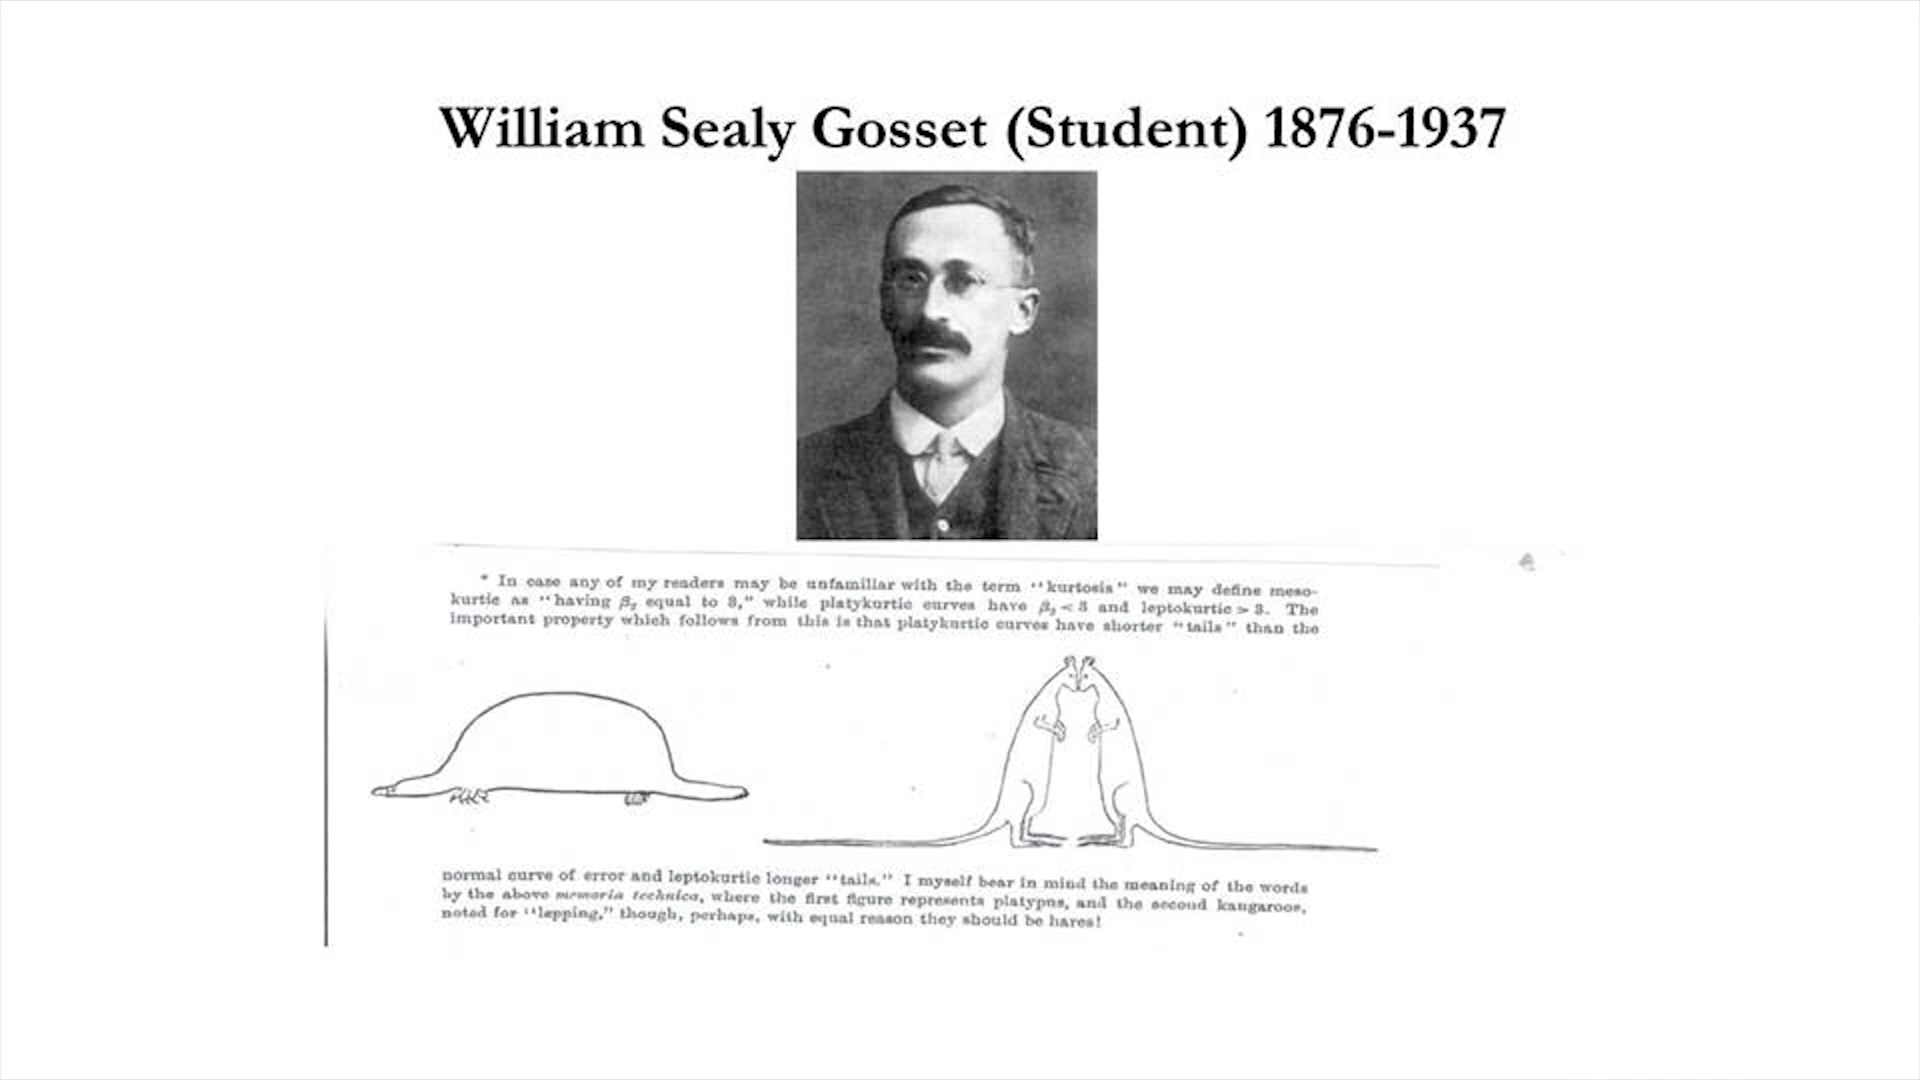 William Sealy Gosset (Student) 1876-1937
* In case any of my readers may be unfamiliar with the term "kurtosis" we may define meso-
kurtic as "having β₂ equal to 3," while platykurtic curves have β₂ < 3 and leptokurtic > 3. The
important property which follows from this is that platykurtic curves have shorter "tails" than the
normal curve of error and leptokurtic longer "tails." I myself bear in mind the meaning of the words
by the above memoria technica, where the first figure represents platypus, and the second kangaroos,
noted for "lepping," though, perhaps, with equal reason they should be hares!